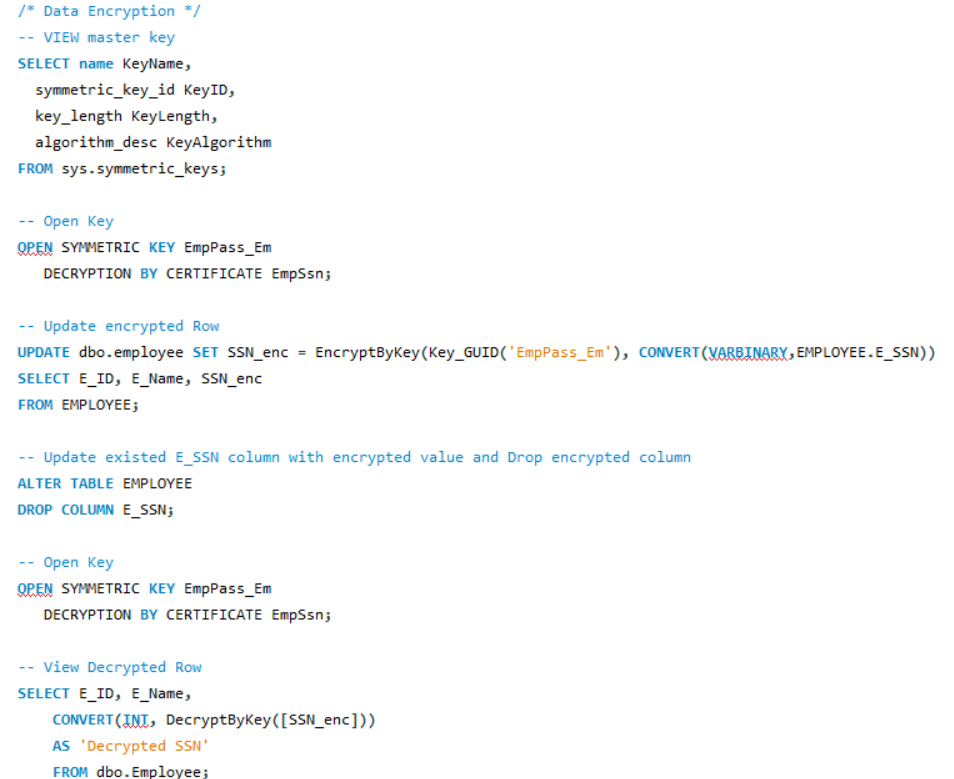 /* Data Encryption */
-- VIEW master key
SELECT name KeyName,
symmetric_key_id KeyID,
key_length KeyLength,
algorithm_desc KeyAlgorithm
FROM sys.symmetric_keys;
-- Open Key
OPEN SYMMETRIC KEY EmpPass_Em
DECRYPTION BY CERTIFICATE EmpSsn;
-- Update encrypted Row
UPDATE dbo.employee SET SSN_enc = EncryptByKey(Key_GUID('EmpPass_Em'), CONVERT(VARBINARY,EMPLOYEE.E_SSN))
SELECT E_ID, E_Name, SSN_enc
FROM EMPLOYEE;
-- Update existed E_SSN column with encrypted value and Drop encrypted column
ALTER TABLE EMPLOYEE
DROP COLUMN E_SSN;
-- Open Key
OPEN SYMMETRIC KEY EmpPass_Em
DECRYPTION BY CERTIFICATE EmpSsn;
-- View Decrypted Row
SELECT E_ID, E_Name,
CONVERT(INT, DecryptByKey([SSN_enc]))
AS 'Decrypted SSN'
FROM dbo.Employee;